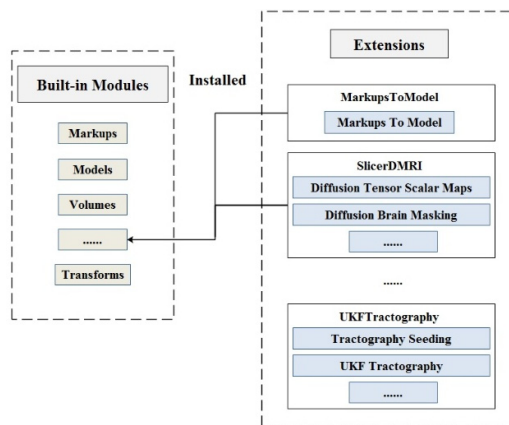 Built-in Modules
Markups
Models
Volumes
......
Transforms
Installed
Extensions
MarkupsToModel
Markups To Model
SlicerDMRI
Diffusion Tensor Scalar Maps
Diffusion Brain Masking
......
......
UKFTractography
Tractography Seeding
UKF Tractography
......